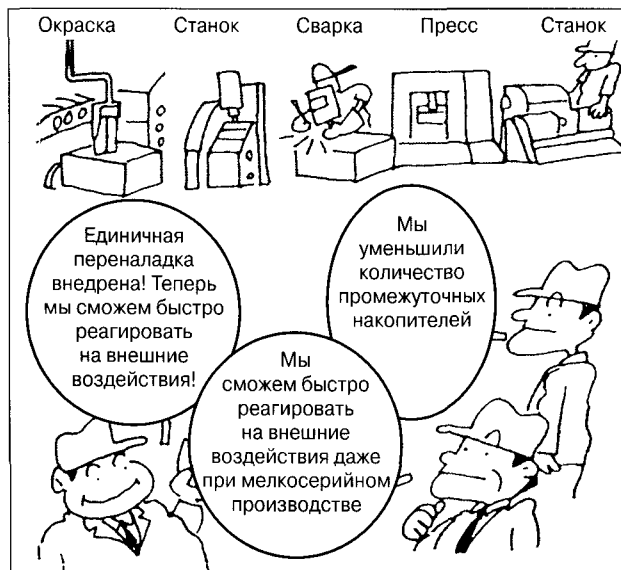 Окраска Станок Сварка Пресс Станок
Единичная
переналадка
внедрена! Теперь
мы сможем быстро
реагировать
на внешние
воздействия!
Мы
уменьшили
количество
промежуточных
накопителей
Мы
сможем быстро
реагировать
на внешние
воздействия даже
при мелкосерийном
производстве